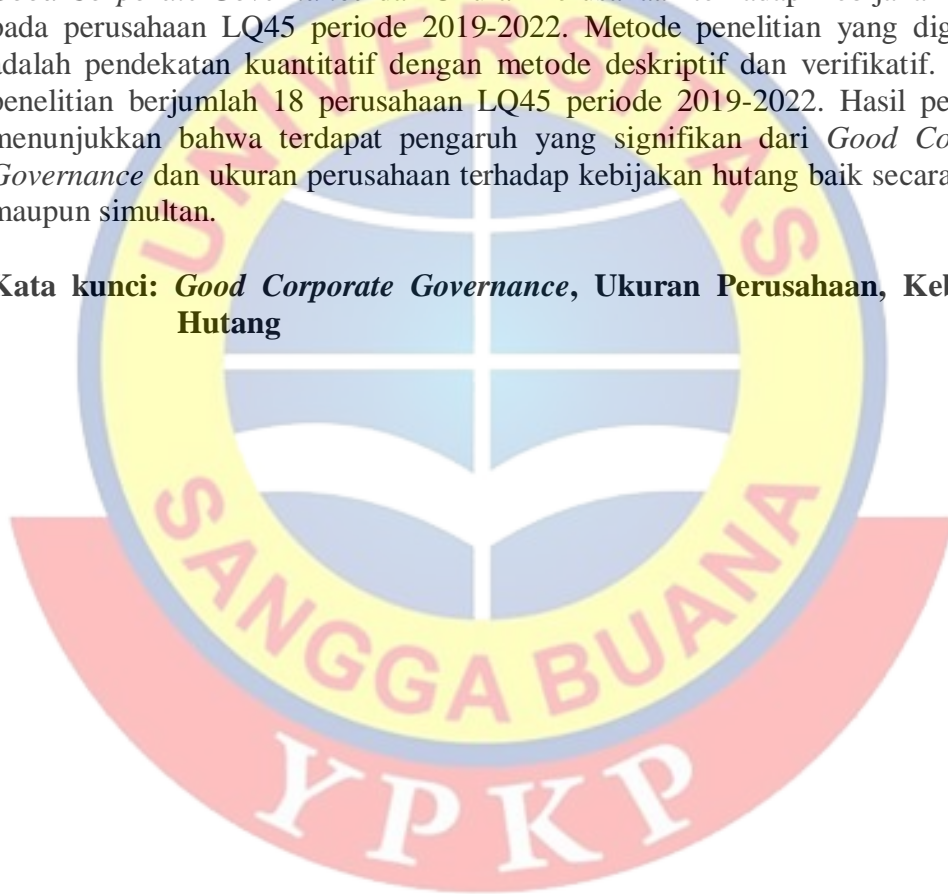 pada perusahaan LQ45 periode 2019-2022. Metode penelitian yang dig
adalah pendekatan kuantitatif dengan metode deskriptif dan verifikatif.
penelitian berjumlah 18 perusahaan LQ45 periode 2019-2022. Hasil pe
menunjukkan bahwa terdapat pengaruh yang signifikan dari Good Co
Governance dan ukuran perusahaan terhadap kebijakan hutang baik secara
maupun simultan.
Kata kunci: Good Corporate Governance, Ukuran Perusahaan, Keb
Hutang
UNIVERSITAS
SANGGA BUANA
YPKP